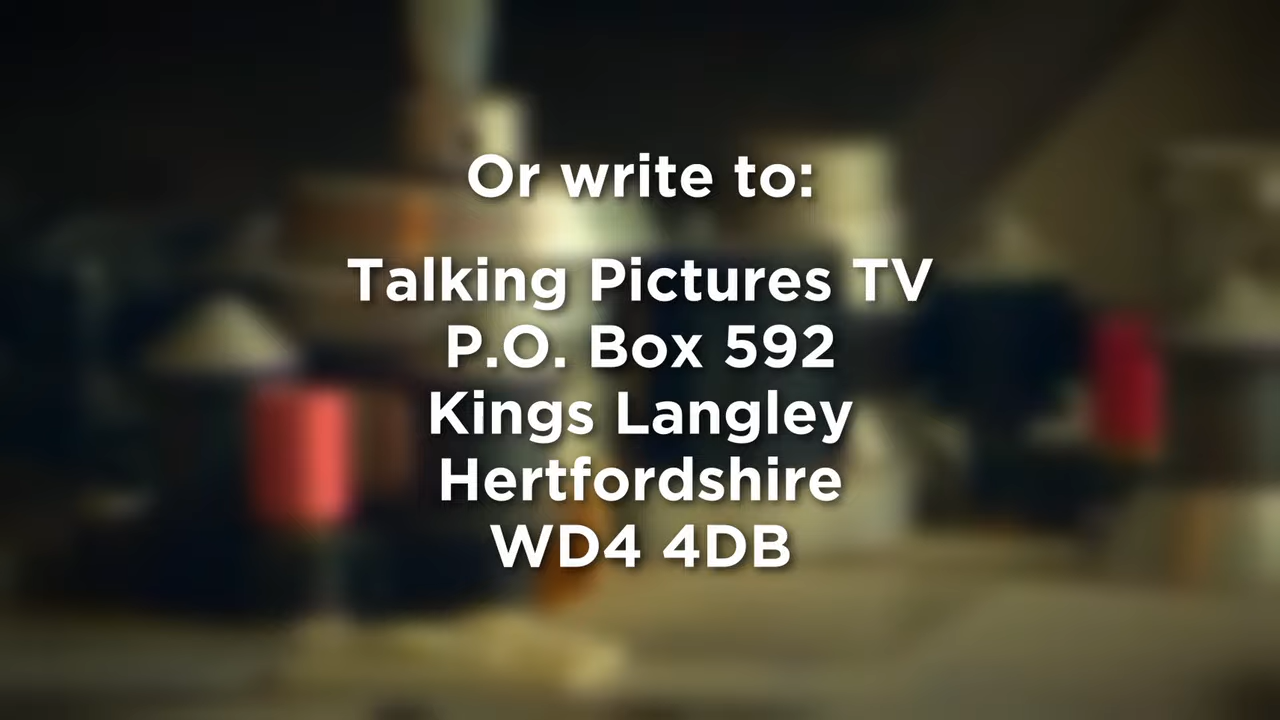 Or write to:
Talking Pictures TV
P.O. Box 592
Kings Langley
Hertfordshire
WD4 4DB